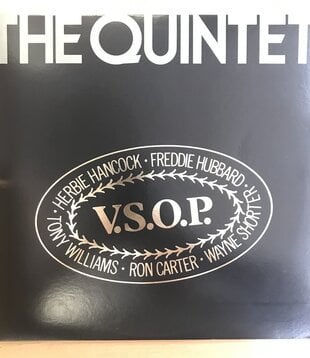 THE QUINTET
HERBIE HANCOCK · FREDDIE HUBBARD ·
V.S.O.P.
· TONY WILLIAMS · RON CARTER · WAYNE SHORTER